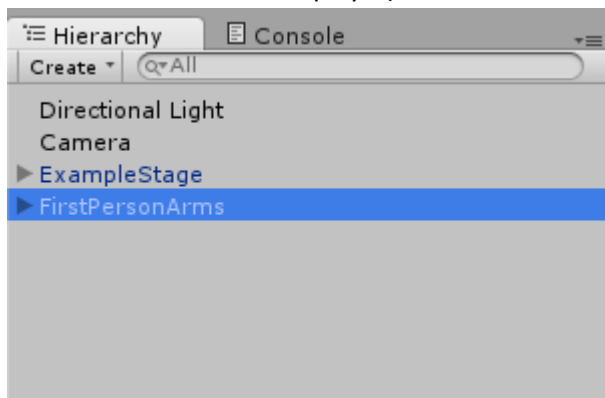 Hierarchy Console
Create All
Directional Light
Camera
ExampleStage
FirstPersonArms